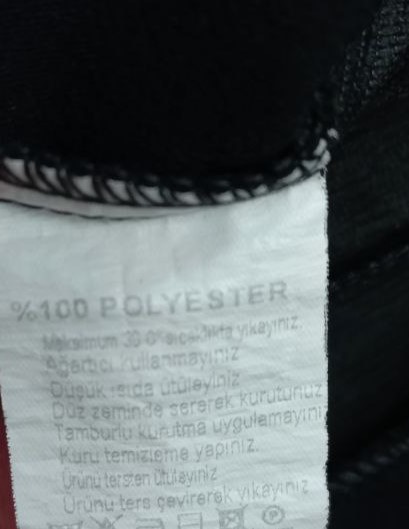 %100 POLYESTER
Maksimum 30 C° sıcaklıkta yıkayınız.
Ağartıcı kullanmayınız
Düşük ısıda ütüleyiniz
Düz zeminde sererek kurutunuz
Tamburlu kurutma uygulamayını
Kuru temizleme yapınız.
Ürünü tersten ütüleyiniz
Ürünü ters çevirerek yıkayınız
P